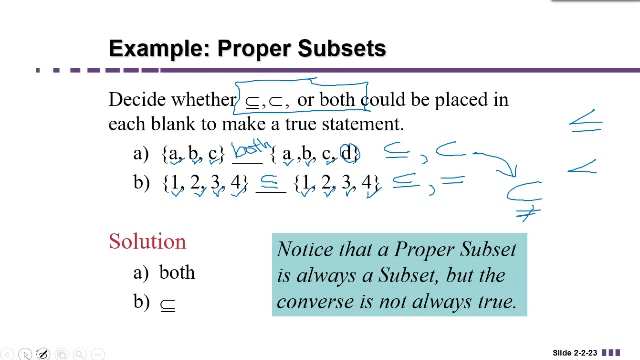 Example: Proper Subsets
Decide whether ⊆, ⊂, or both could be placed in
each blank to make a true statement.
a) {a, b, c} both ___ { a ,b, c, d} ⊆ , ⊂
b) {1, 2, 3, 4} ⊆ ___ {1, 2, 3, 4} ⊆ , =
≤
<
⊊
Solution
a) both
b) ⊆
Notice that a Proper Subset
is always a Subset, but the
converse is not always true.
Slide 2-2-23